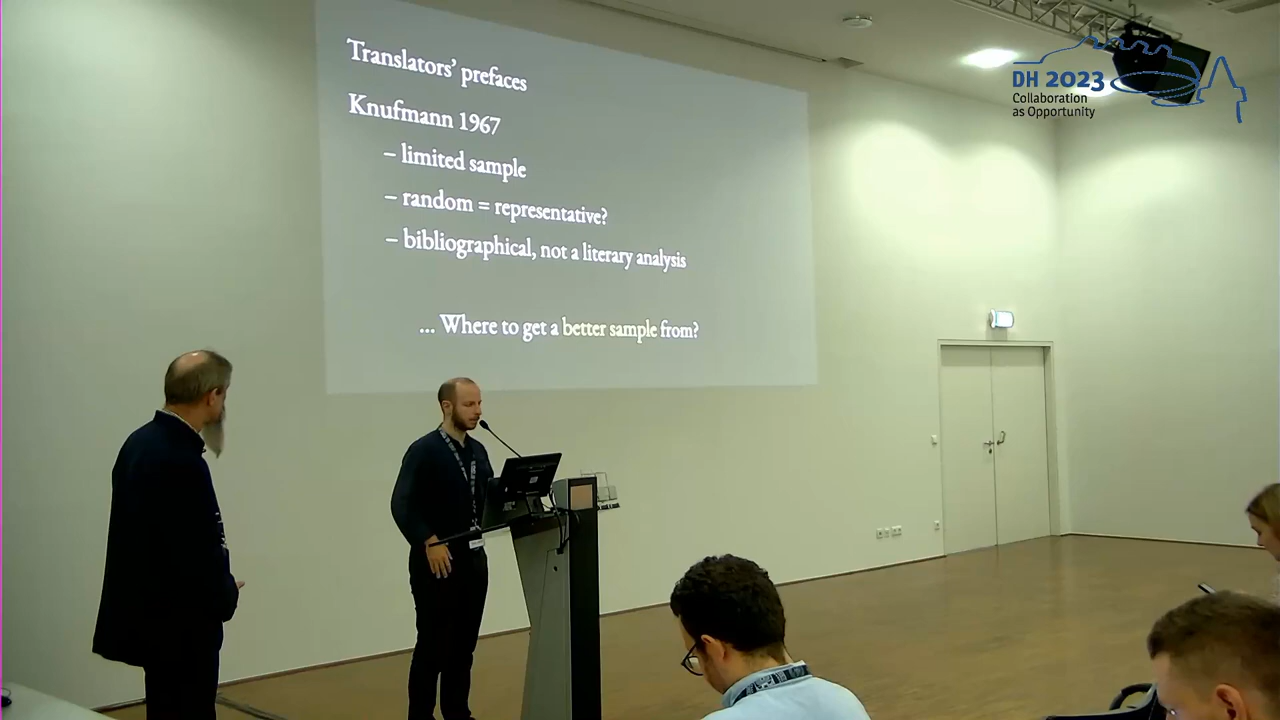 Translators’ prefaces
Knufmann 1967
– limited sample
– random = representative?
– bibliographical, not a literary analysis
... Where to get a better sample from?
DH 2023
Collaboration
as Opportunity